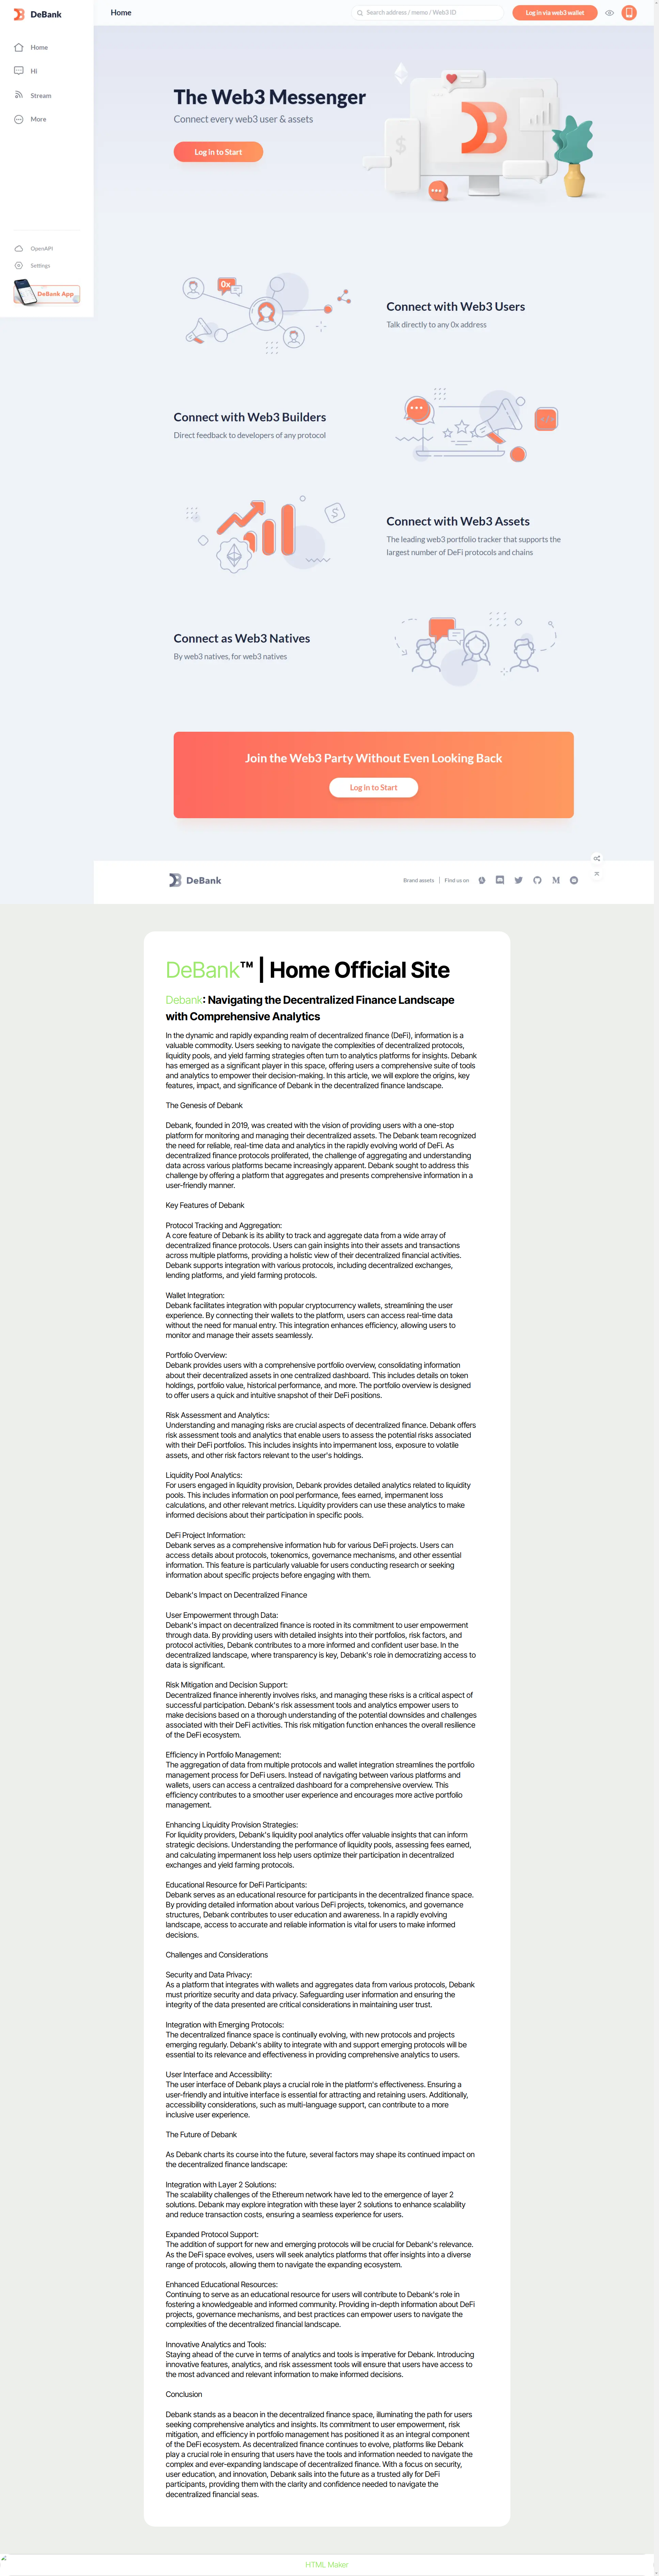 DeBank
Home
Hi
Stream
More
OpenAPI
Settings
DeBank App
Home
Search address / memo / Web3 ID
Log in via web3 wallet
The Web3 Messenger
Connect every web3 user & assets
Log In to Start
0x
Connect with Web3 Users
Talk directly to any 0x address
Connect with Web3 Builders
Direct feedback to developers of any protocol
Connect with Web3 Assets
The leading web3 portfolio tracker that supports the
largest number of DeFi protocols and chains
Connect as Web3 Natives
By web3 natives, for web3 natives
Join the Web3 Party Without Even Looking Back
Log In to Start
DeBank
Brand assets
Find us on
DeBank™ | Home Official Site
Debank: Navigating the Decentralized Finance Landscape
with Comprehensive Analytics
In the dynamic and rapidly expanding realm of decentralized finance (DeFi), information is a
valuable commodity. Users seeking to navigate the complexities of decentralized protocols,
liquidity pools, and yield farming strategies often turn to analytics platforms for insights. Debank
has emerged as a significant player in this space, offering users a comprehensive suite of tools
and analytics to empower their decision-making. In this article, we will explore the origins, key
features, impact, and significance of Debank in the decentralized finance landscape.
The Genesis of Debank
Debank, founded in 2019, was created with the vision of providing users with a one-stop
platform for monitoring and managing their decentralized assets. The Debank team recognized
the need for reliable, real-time data and analytics in the rapidly evolving world of DeFi. As
decentralized finance protocols proliferated, the challenge of aggregating and understanding
data across various platforms became increasingly apparent. Debank sought to address this
challenge by offering a platform that aggregates and presents comprehensive information in a
user-friendly manner.
Key Features of Debank
Protocol Tracking and Aggregation:
A core feature of Debank is its ability to track and aggregate data from a wide array of
decentralized finance protocols. Users can gain insights into their assets and transactions
across multiple platforms, providing a holistic view of their decentralized financial activities.
Debank supports integration with various protocols, including decentralized exchanges,
lending platforms, and yield farming protocols.
Wallet Integration:
Debank facilitates integration with popular cryptocurrency wallets, streamlining the user
experience. By connecting their wallets to the platform, users can access real-time data
without the need for manual entry. This integration enhances efficiency, allowing users to
monitor and manage their assets seamlessly.
Portfolio Overview:
Debank provides users with a comprehensive portfolio overview, consolidating information
about their decentralized assets in one centralized dashboard. This includes details on token
holdings, portfolio value, historical performance, and more. The portfolio overview is designed
to offer users a quick and intuitive snapshot of their DeFi positions.
Risk Assessment and Analytics:
Understanding and managing risks are crucial aspects of decentralized finance. Debank offers
risk assessment tools and analytics that enable users to assess the potential risks associated
with their DeFi portfolios. This includes insights into impermanent loss, exposure to volatile
assets, and other risk factors relevant to the user's holdings.
Liquidity Pool Analytics:
For users engaged in liquidity provision, Debank provides detailed analytics related to liquidity
pools. This includes information on pool performance, fees earned, impermanent loss
calculations, and other relevant metrics. Liquidity providers can use these analytics to make
informed decisions about their participation in specific pools.
DeFi Project Information:
Debank serves as a comprehensive information hub for various DeFi projects. Users can
access details about protocols, tokenomics, governance mechanisms, and other essential
information. This feature is particularly valuable for users conducting research or seeking
information about specific projects before engaging with them.
Debank's Impact on Decentralized Finance
User Empowerment through Data:
Debank's impact on decentralized finance is rooted in its commitment to user empowerment
through data. By providing users with detailed insights into their portfolios, risk factors, and
protocol activities, Debank contributes to a more informed and confident user base. In the
decentralized landscape, where transparency is key, Debank's role in democratizing access to
data is significant.
Risk Mitigation and Decision Support:
Decentralized finance inherently involves risks, and managing these risks is a critical aspect of
successful participation. Debank's risk assessment tools and analytics empower users to
make decisions based on a thorough understanding of the potential downsides and challenges
associated with their DeFi activities. This risk mitigation function enhances the overall resilience
of the DeFi ecosystem.
Efficiency in Portfolio Management:
The aggregation of data from multiple protocols and wallet integration streamlines the portfolio
management process for DeFi users. Instead of navigating between various platforms and
wallets, users can access a centralized dashboard for a comprehensive overview. This
efficiency contributes to a smoother user experience and encourages more active portfolio
management.
Enhancing Liquidity Provision Strategies:
For liquidity providers, Debank's liquidity pool analytics offer valuable insights that can inform
strategic decisions. Understanding the performance of liquidity pools, assessing fees earned,
and calculating impermanent loss help users optimize their participation in decentralized
exchanges and yield farming protocols.
Educational Resource for DeFi Participants:
Debank serves as an educational resource for participants in the decentralized finance space.
By providing detailed information about various DeFi projects, tokenomics, and governance
structures, Debank contributes to user education and awareness. In a rapidly evolving
landscape, access to accurate and reliable information is vital for users to make informed
decisions.
Challenges and Considerations
Security and Data Privacy:
As a platform that integrates with wallets and aggregates data from various protocols, Debank
must prioritize security and data privacy. Safeguarding user information and ensuring the
integrity of the data presented are critical considerations in maintaining user trust.
Integration with Emerging Protocols:
The decentralized finance space is continually evolving, with new protocols and projects
emerging regularly. Debank's ability to integrate with and support emerging protocols will be
essential to its relevance and effectiveness in providing comprehensive analytics to users.
User Interface and Accessibility:
The user interface of Debank plays a crucial role in the platform's effectiveness. Ensuring a
user-friendly and intuitive interface is essential for attracting and retaining users. Additionally,
accessibility considerations, such as multi-language support, can contribute to a more
inclusive user experience.
The Future of Debank
As Debank charts its course into the future, several factors may shape its continued impact on
the decentralized finance landscape:
Integration with Layer 2 Solutions:
The scalability challenges of the Ethereum network have led to the emergence of layer 2
solutions. Debank may explore integration with these layer 2 solutions to enhance scalability
and reduce transaction costs, ensuring a seamless experience for users.
Expanded Protocol Support:
The addition of support for new and emerging protocols will be crucial for Debank's relevance.
As the DeFi space evolves, users will seek analytics platforms that offer insights into a diverse
range of protocols, allowing them to navigate the expanding ecosystem.
Enhanced Educational Resources:
Continuing to serve as an educational resource for users will contribute to Debank's role in
fostering a knowledgeable and informed community. Providing in-depth information about DeFi
projects, governance mechanisms, and best practices can empower users to navigate the
complexities of the decentralized financial landscape.
Innovative Analytics and Tools:
Staying ahead of the curve in terms of analytics and tools is imperative for Debank. Introducing
innovative features, analytics, and risk assessment tools will ensure that users have access to
the most advanced and relevant information to make informed decisions.
Conclusion
Debank stands as a beacon in the decentralized finance space, illuminating the path for users
seeking comprehensive analytics and insights. Its commitment to user empowerment, risk
mitigation, and efficiency in portfolio management has positioned it as an integral component
of the DeFi ecosystem. As decentralized finance continues to evolve, platforms like Debank
play a crucial role in ensuring that users have the tools and information needed to navigate the
complex and ever-expanding landscape of decentralized finance. With a focus on security,
user education, and innovation, Debank sails into the future as a trusted ally for DeFi
participants, providing them with the clarity and confidence needed to navigate the
decentralized financial seas.
HTML Maker